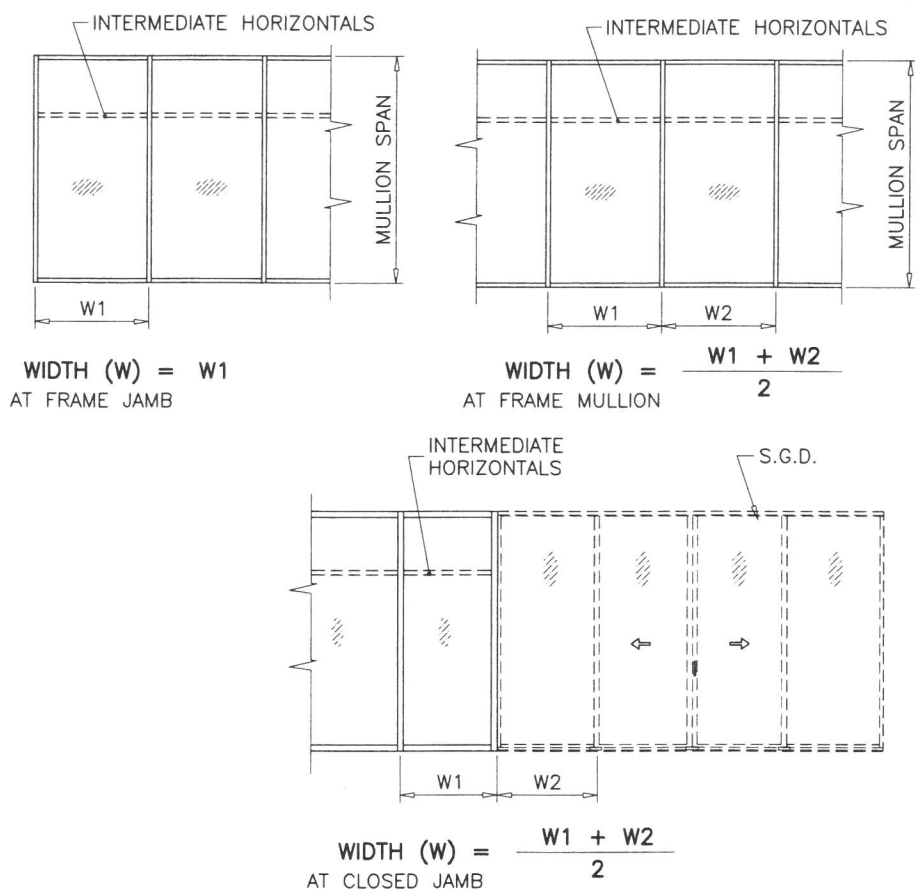 INTERMEDIATE HORIZONTALS
MULLION SPAN
W1
WIDTH (W) = W1
AT FRAME JAMB
INTERMEDIATE HORIZONTALS
MULLION SPAN
W1
W2
WIDTH (W) = W1 + W2
2
AT FRAME MULLION
INTERMEDIATE
HORIZONTALS
S.G.D.
W1
W2
WIDTH (W) = W1 + W2
2
AT CLOSED JAMB